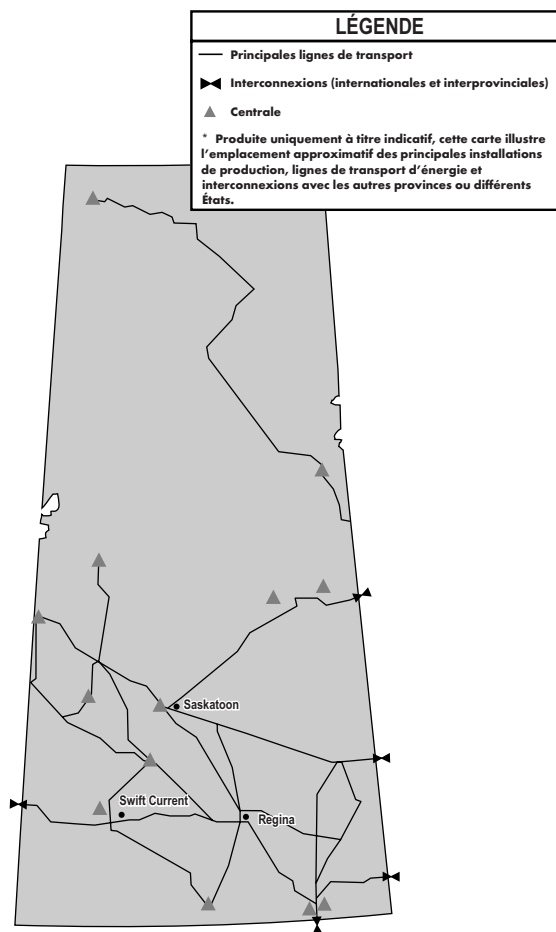 LÉGENDE
Principales lignes de transport
Interconnexions (internationales et interprovinciales)
Centrale
* Produite uniquement à titre indicatif, cette carte illustre
l'emplacement approximatif des principales installations
de production, lignes de transport d'énergie et
interconnexions avec les autres provinces ou différents
États.
Saskatoon
Swift Current
Regina